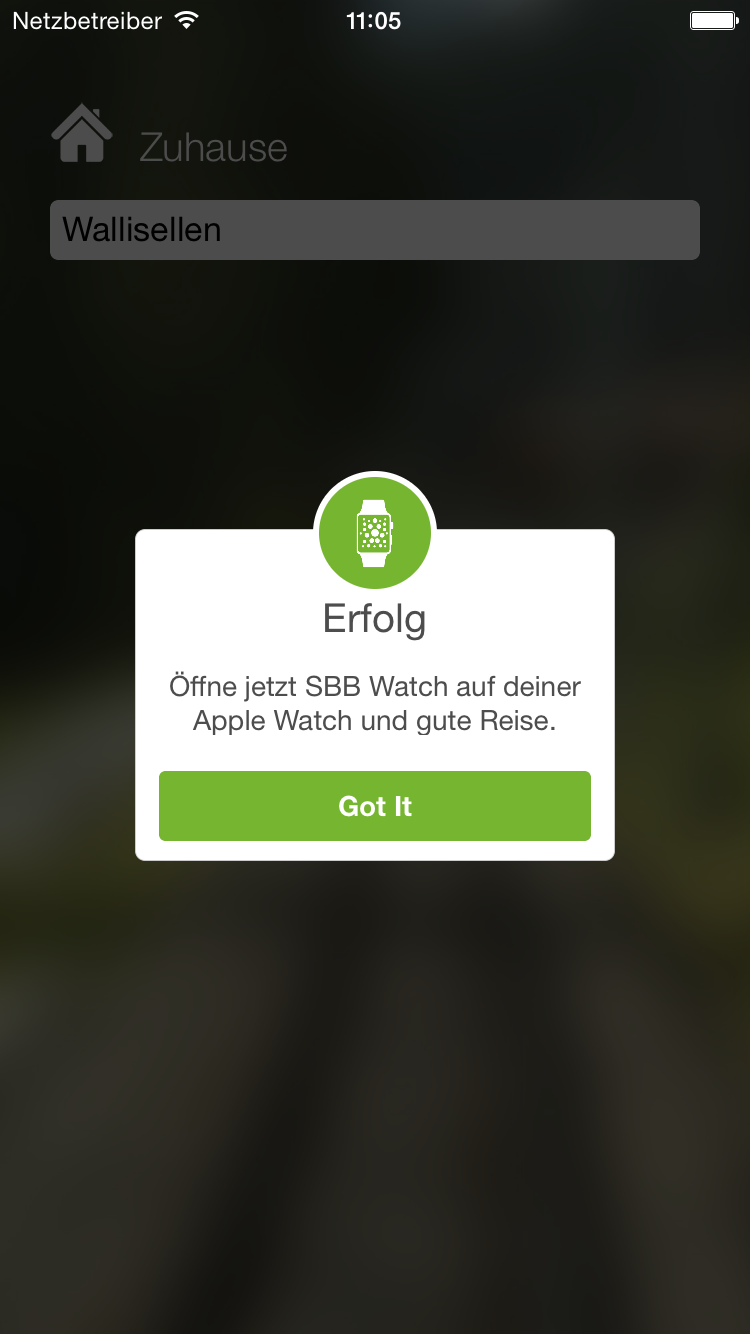 Netzbetreiber 11:05
Zuhause
Wallisellen
Erfolg
Öffne jetzt SBB Watch auf deiner
Apple Watch und gute Reise.
Got It